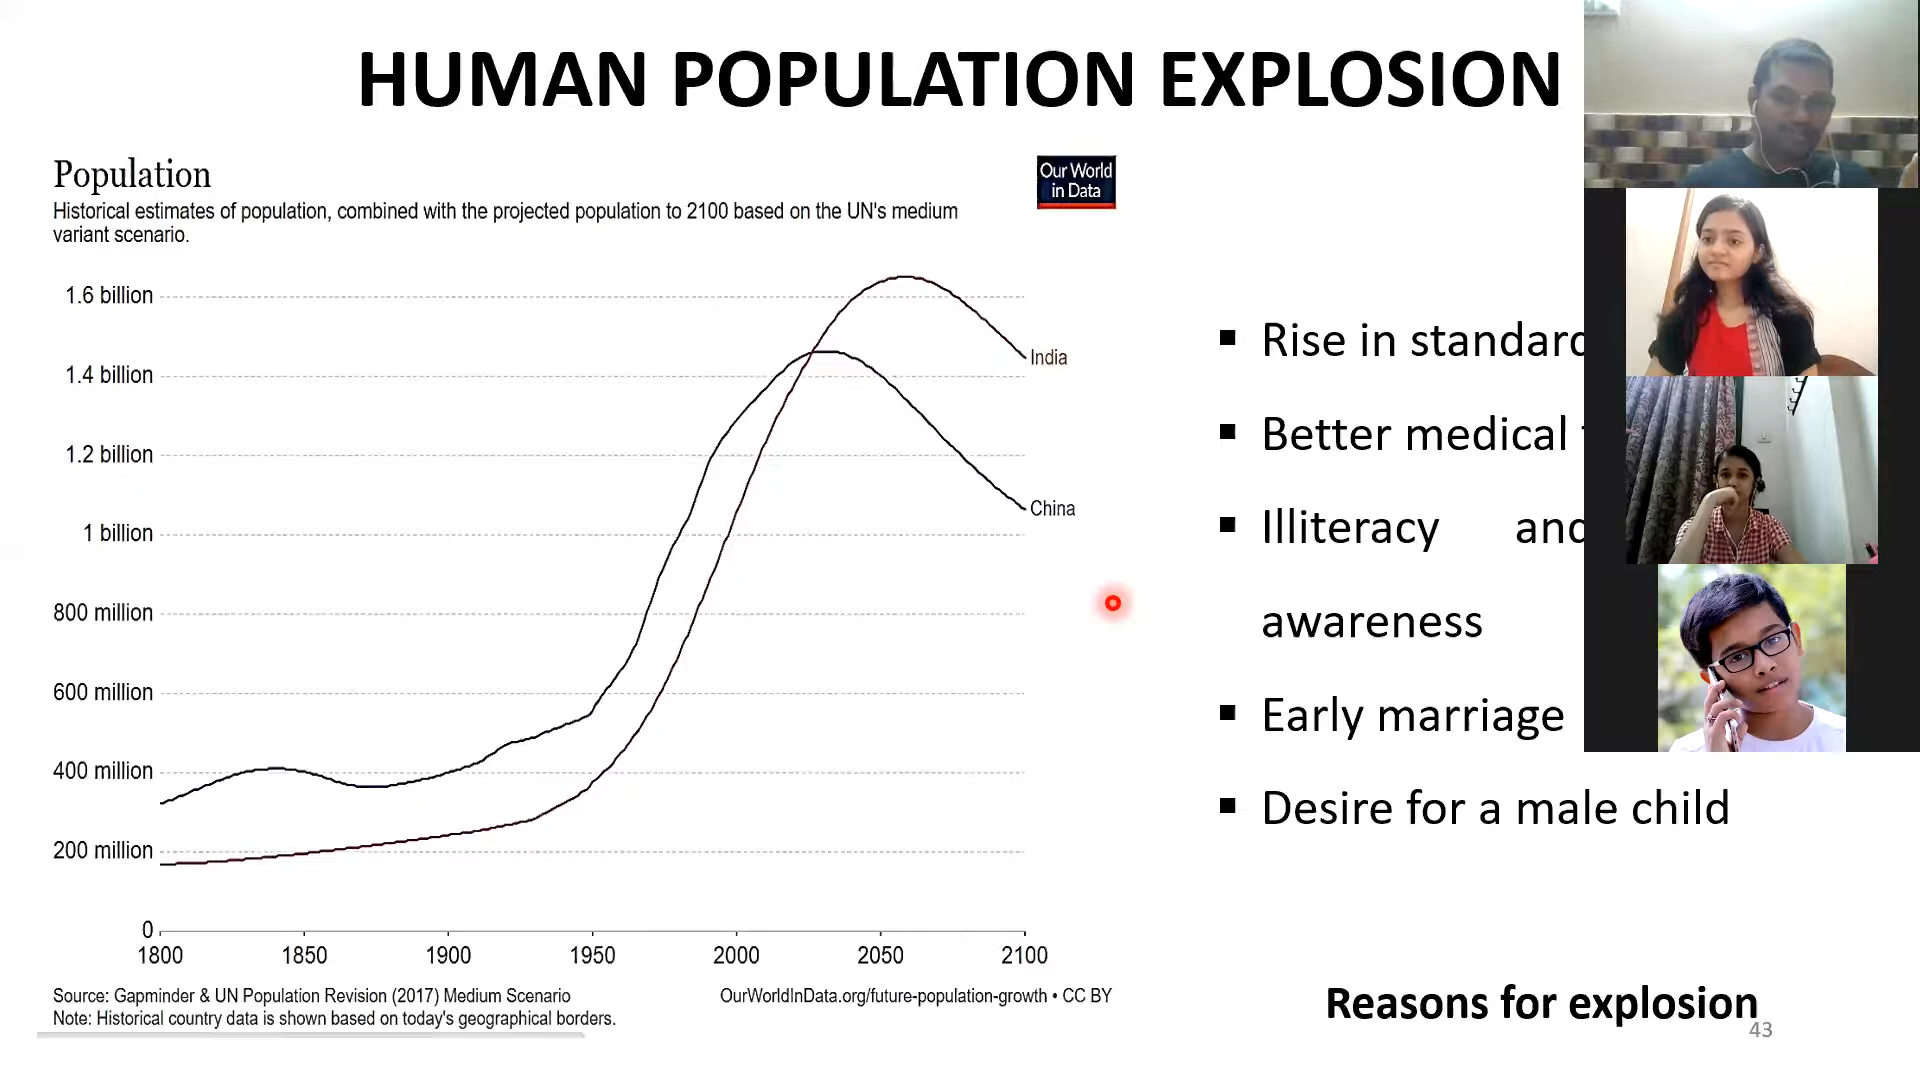 HUMAN POPULATION EXPLOSION
Population
Our World
in Data
Historical estimates of population, combined with the projected population to 2100 based on the UN's medium
variant scenario.
1.6 billion
1.4 billion
1.2 billion
1 billion
800 million
600 million
400 million
200 million
0
1800
1850
1900
1950
2000
2050
2100
India
China
Source: Gapminder & UN Population Revision (2017) Medium Scenario
Note: Historical country data is shown based on today's geographical borders.
OurWorldInData.org/future-population-growth • CC BY
▪ Rise in
▪ Better medical
▪ Illiteracy and
awareness
▪ Early marriage
▪ Desire for a male child
Reasons for explosion
43